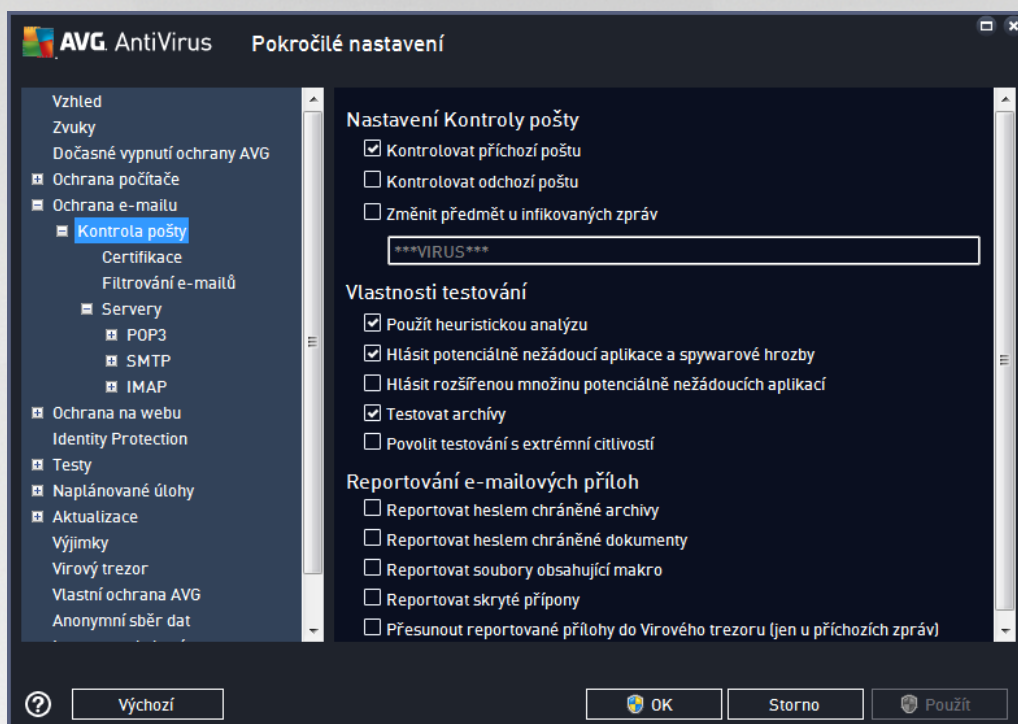 AVG. AntiVirus Pokročilé nastavení
Vzhled
Zvuky
Dočasné vypnutí ochrany AVG
Ochrana počítače
Ochrana e-mailu
Kontrola pošty
Certifikace
Filtrování e-mailů
Servery
POP3
SMTP
IMAP
Ochrana na webu
Identity Protection
Testy
Naplánované úlohy
Aktualizace
Výjimky
Virový trezor
Vlastní ochrana AVG
Anonymní sběr dat
Nastavení Kontroly pošty
Kontrolovat příchozí poštu
Kontrolovat odchozí poštu
Změnit předmět u infikovaných zpráv
***VIRUS***
Vlastnosti testování
Použít heuristickou analýzu
Hlásit potenciálně nežádoucí aplikace a spywarové hrozby
Hlásit rozšířenou množinu potenciálně nežádoucích aplikací
Testovat archívy
Povolit testování s extrémní citlivostí
Reportování e-mailových příloh
Reportovat heslem chráněné archivy
Reportovat heslem chráněné dokumenty
Reportovat soubory obsahující makro
Reportovat skryté přípony
Přesunout reportované přílohy do Virového trezoru (jen u příchozích zpráv)
Výchozí
OK
Storno
Použít